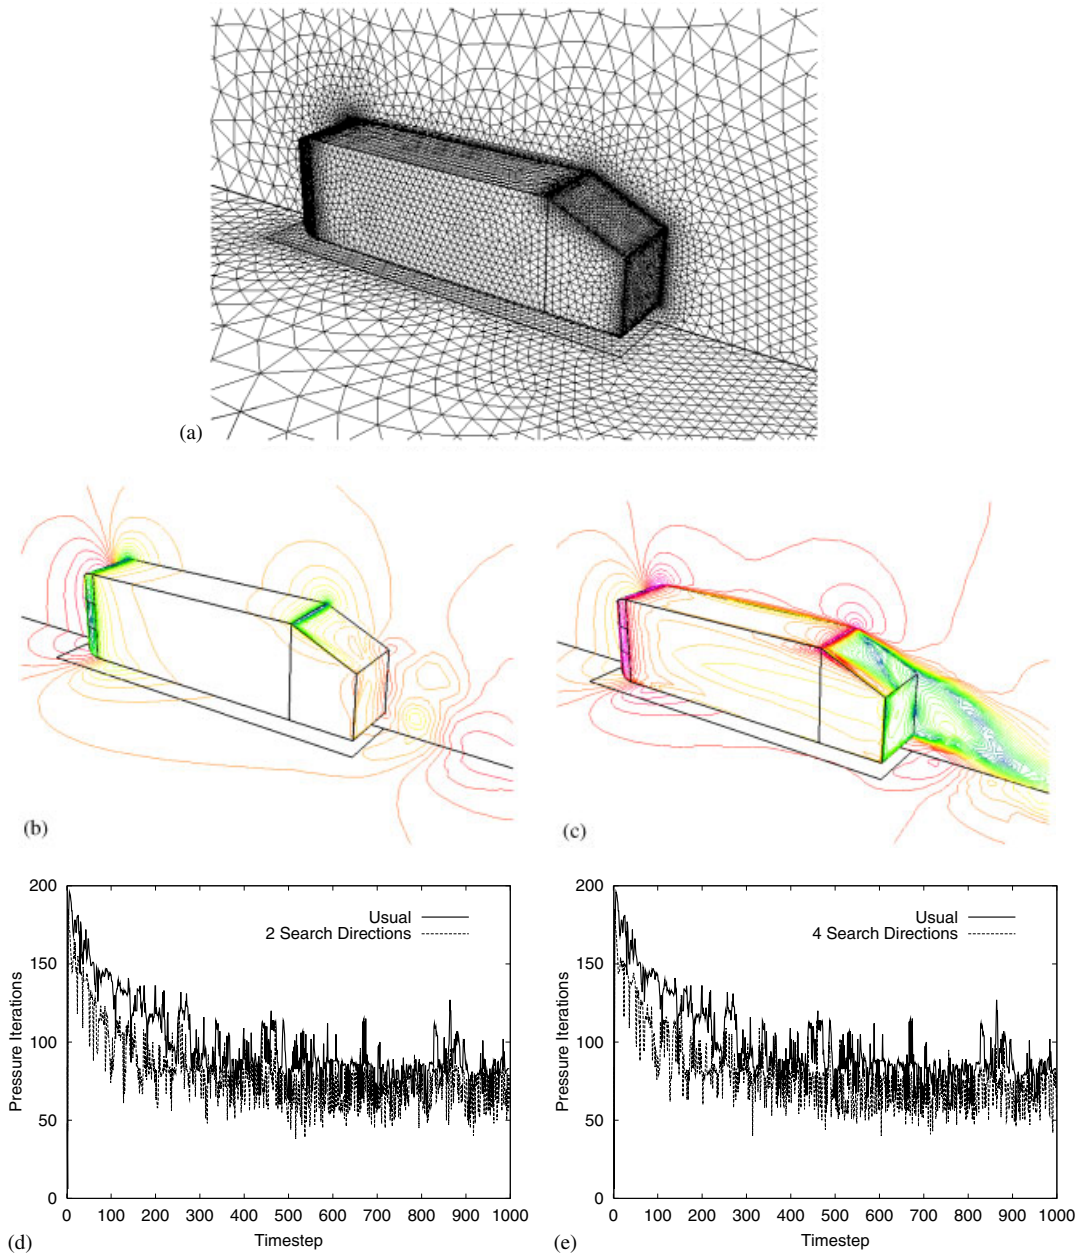 (a)
(b)
(c)
200
150
100
50
0
Pressure Iterations
Usual
2 Search Directions
0 100 200 300 400 500 600 700 800 900 1000
Timestep
(d)
200
150
100
50
0
Pressure Iterations
Usual
4 Search Directions
0 100 200 300 400 500 600 700 800 900 1000
Timestep
(e)